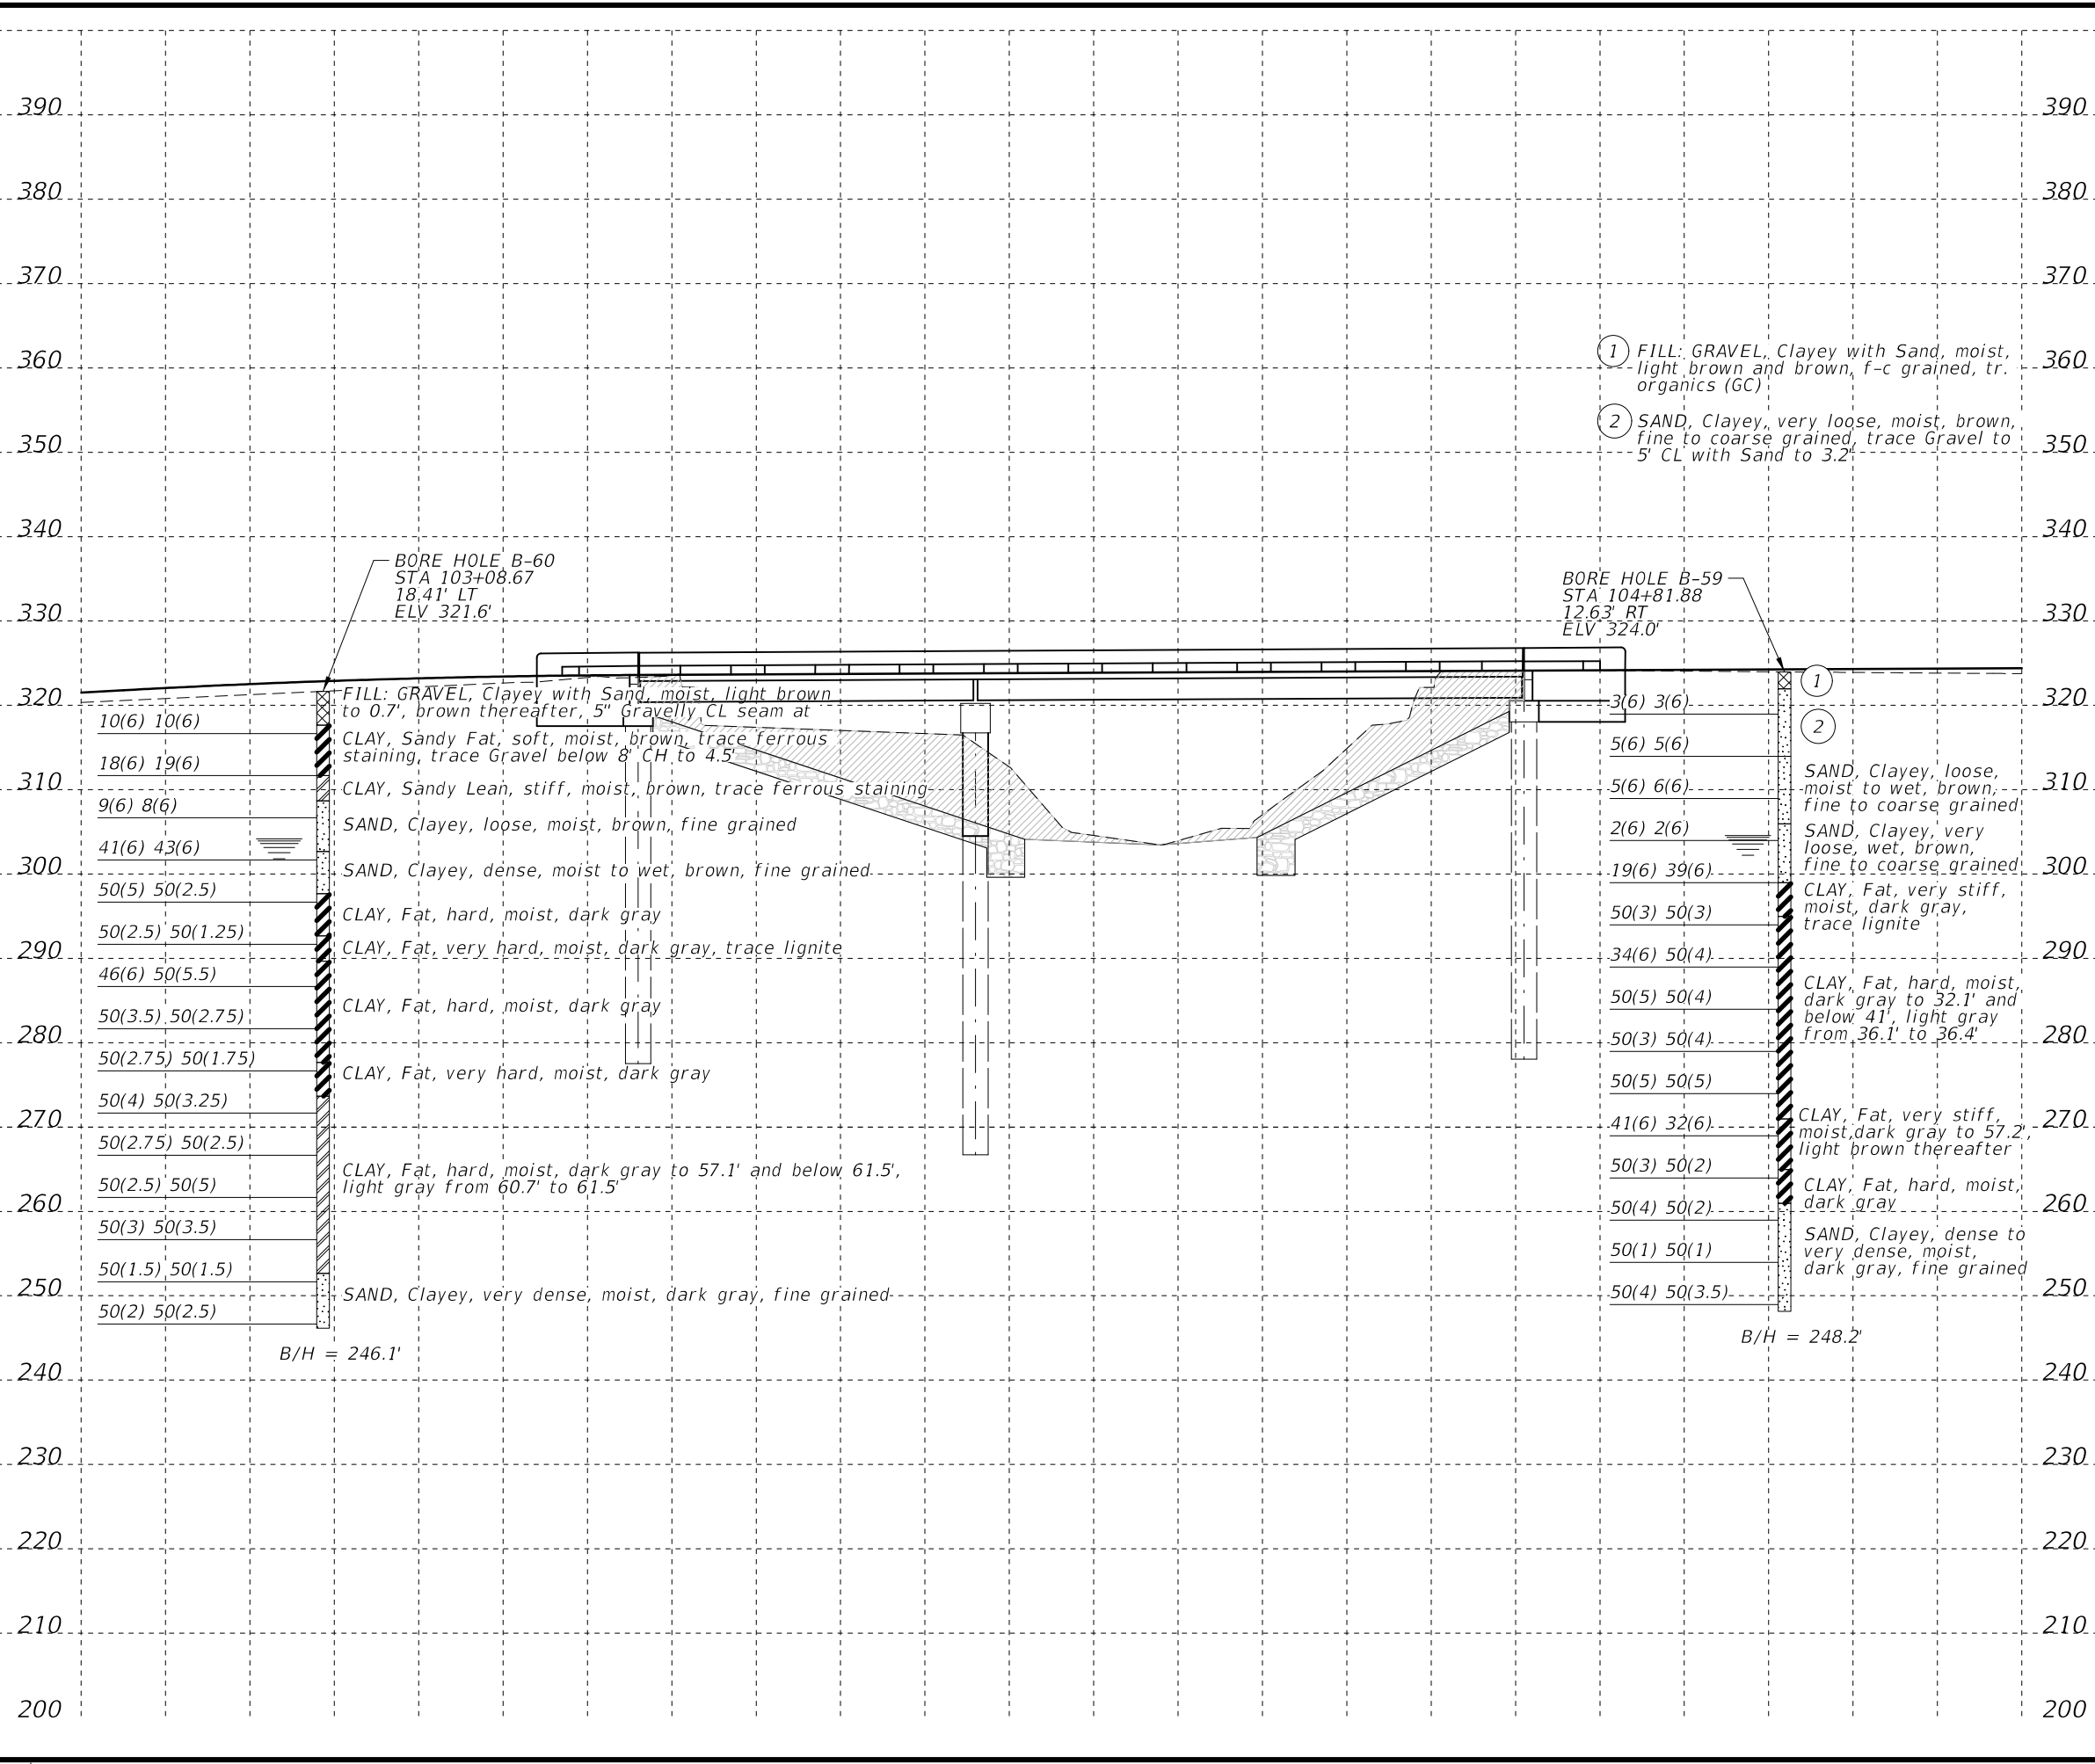 390
380
370
360
350
340
330
320
310
300
290
280
270
260
250
240
230
220
210
200
BORE HOLE B-60
STA 103+08.67
18.41' LT
ELV 321.6'
10(6) 10(6)
18(6) 19(6)
9(6) 8(6)
41(6) 43(6)
50(5) 50(2.5)
50(2.5) 50(1.25)
46(6) 50(5.5)
50(3.5) 50(2.75)
50(2.75) 50(1.75)
50(4) 50(3.25)
50(2.75) 50(2.5)
50(2.5) 50(5)
50(3) 50(3.5)
50(1.5) 50(1.5)
50(2) 50(2.5)
FILL: GRAVEL, Clayey with Sand, moist, light brown
to 0.7', brown thereafter, 5" Gravelly CL seam at
CLAY, Sandy Fat, soft, moist, brown, trace ferrous
staining, trace Gravel below 8' CH to 4.5'
CLAY, Sandy Lean, stiff, moist, brown, trace ferrous staining
SAND, Clayey, loose, moist, brown, fine grained
SAND, Clayey, dense, moist to wet, brown, fine grained
CLAY, Fat, hard, moist, dark gray
CLAY, Fat, very hard, moist, dark gray, trace lignite
CLAY, Fat, hard, moist, dark gray
CLAY, Fat, very hard, moist, dark gray
CLAY, Fat, hard, moist, dark gray to 57.1' and below 61.5',
light gray from 60.7' to 61.5'
SAND, Clayey, very dense, moist, dark gray, fine grained
B/H = 246.1'
1 FILL: GRAVEL, Clayey with Sand, moist,
light brown and brown, f-c grained, tr.
organics (GC)
2 SAND, Clayey, very loose, moist, brown,
fine to coarse grained, trace Gravel to
5' CL with Sand to 3.2'
BORE HOLE B-59
STA 104+81.88
12.63' RT
ELV 324.0'
3(6) 3(6)
5(6) 5(6)
5(6) 6(6)
2(6) 2(6)
19(6) 39(6)
50(3) 50(3)
34(6) 50(4)
50(5) 50(4)
50(3) 50(4)
50(5) 50(5)
41(6) 32(6)
50(3) 50(2)
50(4) 50(2)
50(1) 50(1)
50(4) 50(3.5)
1
2
SAND, Clayey, loose,
moist to wet, brown,
fine to coarse grained
SAND, Clayey, very
loose, wet, brown,
fine to coarse grained
CLAY, Fat, very stiff,
moist, dark gray,
trace lignite
CLAY, Fat, hard, moist,
dark gray to 32.1' and
below 41', light gray
from 36.1' to 36.4'
CLAY, Fat, very stiff,
moist,dark gray to 57.2',
light brown thereafter
CLAY, Fat, hard, moist,
dark gray
SAND, Clayey, dense to
very dense, moist,
dark gray, fine grained
B/H = 248.2'
390
380
370
360
350
340
330
320
310
300
290
280
270
260
250
240
230
220
210
200